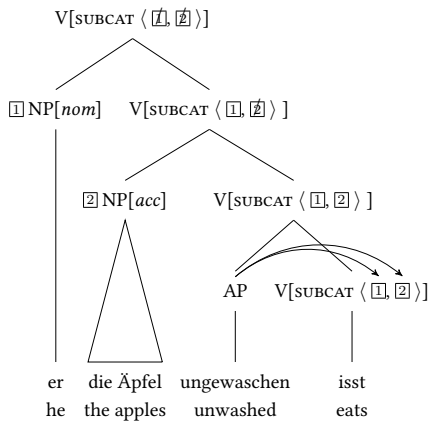 V[SUBCAT ⟨ 1̸, 2̸ ⟩]
1 NP[nom] V[SUBCAT ⟨ 1, 2̸ ⟩ ]
2 NP[acc] V[SUBCAT ⟨ 1, 2 ⟩ ]
AP V[SUBCAT ⟨ 1, 2 ⟩]
er die Äpfel ungewaschen isst
he the apples unwashed eats